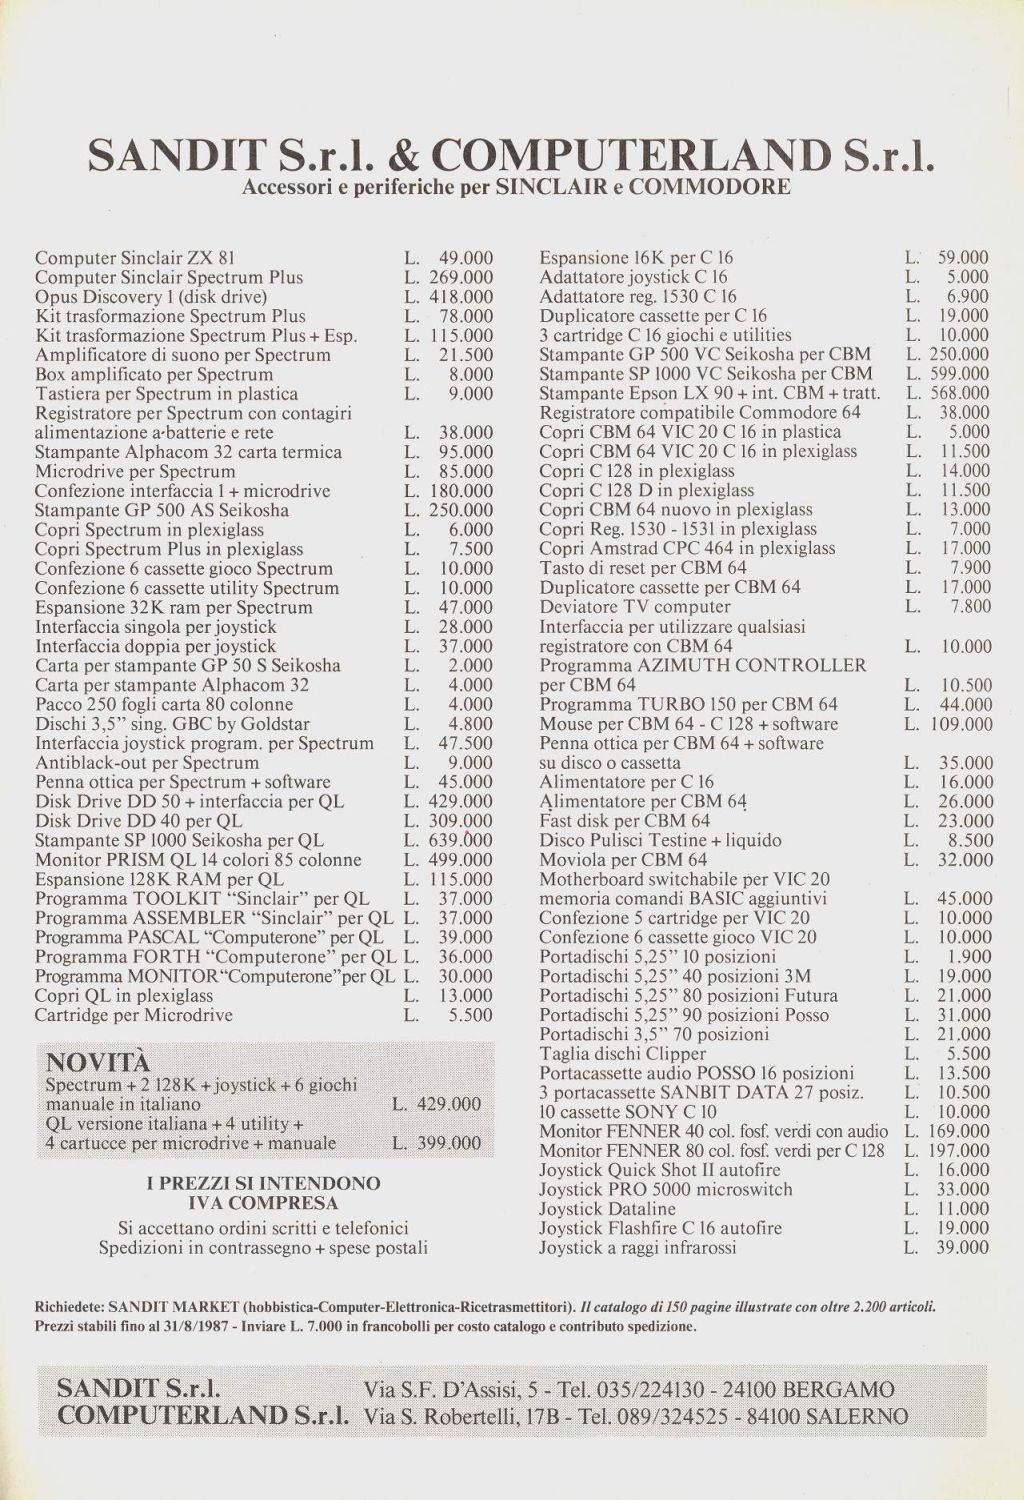 SANDIT S.r.l. & COMPUTERLAND S.r.l.
Accessori e periferiche per SINCLAIR e COMMODORE
Computer Sinclair ZX 81 L. 49.000
Computer Sinclair Spectrum Plus L. 269.000
Opus Discovery 1 (disk drive) L. 418.000
Kit trasformazione Spectrum Plus L. 78.000
Kit trasformazione Spectrum Plus + Esp. L. 115.000
Amplificatore di suono per Spectrum L. 21.500
Box amplificato per Spectrum L. 8.000
Tastiera per Spectrum in plastica L. 9.000
Registratore per Spectrum con contagiri
alimentazione a batterie e rete L. 38.000
Stampante Alphacom 32 carta termica L. 95.000
Microdrive per Spectrum L. 85.000
Confezione interfaccia 1 + microdrive L. 180.000
Stampante GP 500 AS Seikosha L. 250.000
Copri Spectrum in plexiglass L. 6.000
Copri Spectrum Plus in plexiglass L. 7.500
Confezione 6 cassette gioco Spectrum L. 10.000
Confezione 6 cassette utility Spectrum L. 10.000
Espansione 32K ram per Spectrum L. 47.000
Interfaccia singola per joystick L. 28.000
Interfaccia doppia per joystick L. 37.000
Carta per stampante GP 50 S Seikosha L. 2.000
Carta per stampante Alphacom 32 L. 4.000
Pacco 250 fogli carta 80 colonne L. 4.000
Dischi 3,5” sing. GBC by Goldstar L. 4.800
Interfaccia joystick program. per Spectrum L. 47.500
Antiblack-out per Spectrum L. 9.000
Penna ottica per Spectrum + software L. 45.000
Disk Drive DD 50 + interfaccia per QL L. 429.000
Disk Drive DD 40 per QL L. 309.000
Stampante SP 1000 Seikosha per QL L. 639.000
Monitor PRISM QL 14 colori 85 colonne L. 499.000
Espansione 128K RAM per QL L. 115.000
Programma TOOLKIT “Sinclair” per QL L. 37.000
Programma ASSEMBLER “Sinclair” per QL L. 37.000
Programma PASCAL “Computerone” per QL L. 39.000
Programma FORTH “Computerone” per QL L. 36.000
Programma MONITOR“Computerone”per QL L. 30.000
Copri QL in plexiglass L. 13.000
Cartridge per Microdrive L. 5.500
NOVITÀ
Spectrum + 2 128K + joystick + 6 giochi
manuale in italiano L. 429.000
QL versione italiana + 4 utility +
4 cartucce per microdrive + manuale L. 399.000
I PREZZI SI INTENDONO
IVA COMPRESA
Si accettano ordini scritti e telefonici
Spedizioni in contrassegno + spese postali
Espansione 16K per C 16 L. 59.000
Adattatore joystick C 16 L. 5.000
Adattatore reg. 1530 C 16 L. 6.900
Duplicatore cassette per C 16 L. 19.000
3 cartridge C 16 giochi e utilities L. 10.000
Stampante GP 500 VC Seikosha per CBM L. 250.000
Stampante SP 1000 VC Seikosha per CBM L. 599.000
Stampante Epson LX 90 + int. CBM + tratt. L. 568.000
Registratore compatibile Commodore 64 L. 38.000
Copri CBM 64 VIC 20 C 16 in plastica L. 5.000
Copri CBM 64 VIC 20 C 16 in plexiglass L. 11.500
Copri C 128 in plexiglass L. 14.000
Copri C 128 D in plexiglass L. 11.500
Copri CBM 64 nuovo in plexiglass L. 13.000
Copri Reg. 1530 - 1531 in plexiglass L. 7.000
Copri Amstrad CPC 464 in plexiglass L. 17.000
Tasto di reset per CBM 64 L. 7.900
Duplicatore cassette per CBM 64 L. 17.000
Deviatore TV computer L. 7.800
Interfaccia per utilizzare qualsiasi
registratore con CBM 64 L. 10.000
Programma AZIMUTH CONTROLLER
per CBM 64 L. 10.500
Programma TURBO 150 per CBM 64 L. 44.000
Mouse per CBM 64 - C 128 + software L. 109.000
Penna ottica per CBM 64 + software
su disco o cassetta L. 35.000
Alimentatore per C 16 L. 16.000
Alimentatore per CBM 64 L. 26.000
Fast disk per CBM 64 L. 23.000
Disco Pulisci Testine + liquido L. 8.500
Moviola per CBM 64 L. 32.000
Motherboard switchabile per VIC 20
memoria comandi BASIC aggiuntivi L. 45.000
Confezione 5 cartridge per VIC 20 L. 10.000
Confezione 6 cassette gioco VIC 20 L. 10.000
Portadischi 5,25” 10 posizioni L. 1.900
Portadischi 5,25” 40 posizioni 3M L. 19.000
Portadischi 5,25” 80 posizioni Futura L. 21.000
Portadischi 5,25” 90 posizioni Posso L. 31.000
Portadischi 3,5” 70 posizioni L. 21.000
Taglia dischi Clipper L. 5.500
Portacassette audio POSSO 16 posizioni L. 13.500
3 portacassette SANBIT DATA 27 posiz. L. 10.500
10 cassette SONY C 10 L. 10.000
Monitor FENNER 40 col. fosf. verdi con audio L. 169.000
Monitor FENNER 80 col. fosf. verdi per C 128 L. 197.000
Joystick Quick Shot II autofire L. 16.000
Joystick PRO 5000 microswitch L. 33.000
Joystick Dataline L. 11.000
Joystick Flashfire C 16 autofire L. 19.000
Joystick a raggi infrarossi L. 39.000
Richiedete: SANDIT MARKET (hobbistica-Computer-Elettronica-Ricetrasmettitori). Il catalogo di 150 pagine illustrate con oltre 2.200 articoli.
Prezzi stabili fino al 31/8/1987 - Inviare L. 7.000 in francobolli per costo catalogo e contributo spedizione.
SANDIT S.r.l. Via S.F. D'Assisi, 5 - Tel. 035/224130 - 24100 BERGAMO
COMPUTERLAND S.r.l. Via S. Robertelli, 17B - Tel. 089/324525 - 84100 SALERNO